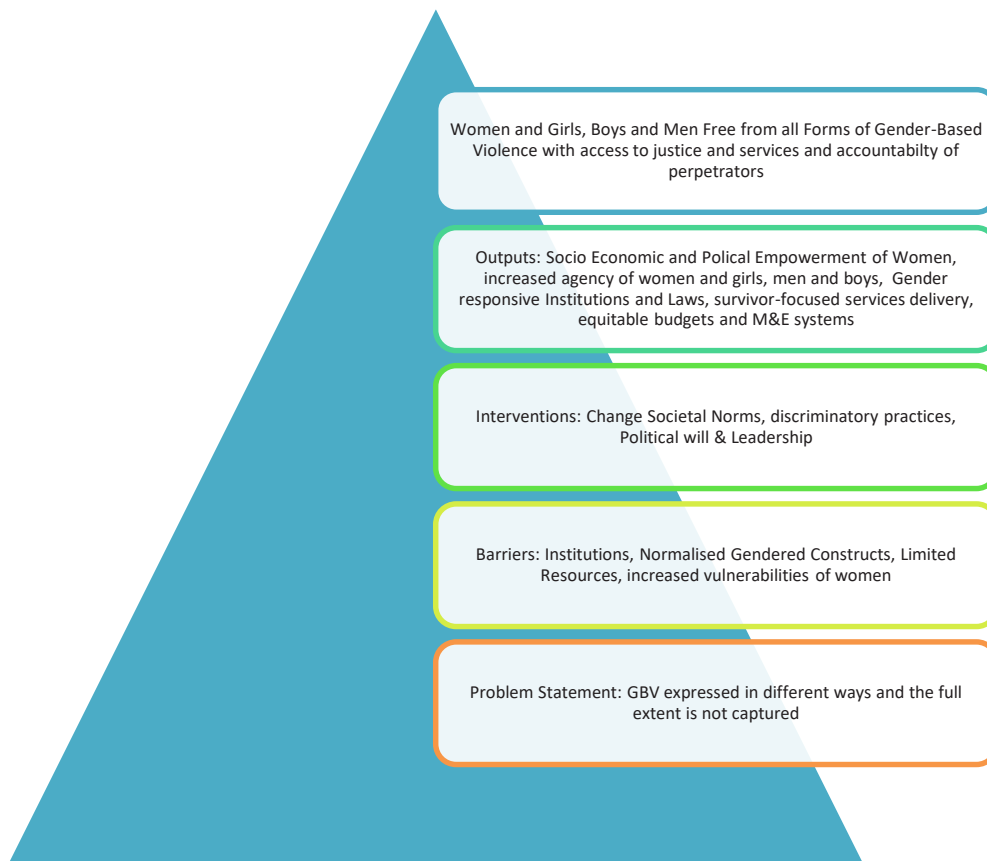 Women and Girls, Boys and Men Free from all Forms of Gender-Based
Violence with access to justice and services and accountabilty of
perpetrators
Outputs: Socio Economic and Polical Empowerment of Women,
increased agency of women and girls, men and boys, Gender
responsive Institutions and Laws, survivor-focused services delivery,
equitable budgets and M&E systems
Interventions: Change Societal Norms, discriminatory practices,
Political will & Leadership
Barriers: Institutions, Normalised Gendered Constructs, Limited
Resources, increased vulnerabilities of women
Problem Statement: GBV expressed in different ways and the full
extent is not captured